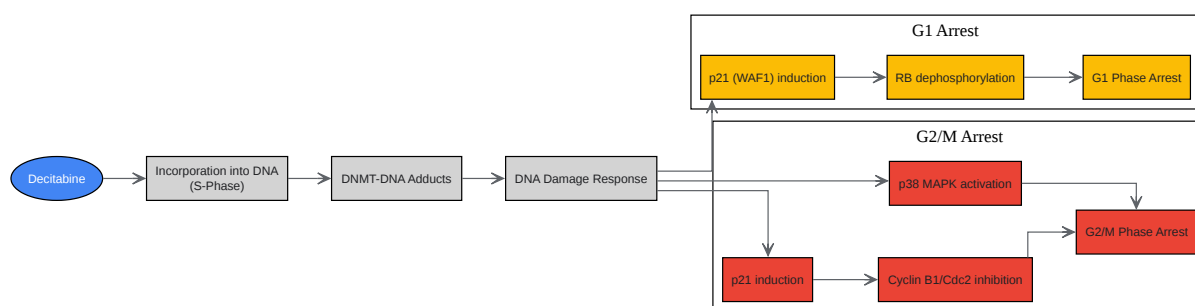 G1 Arrest
p21 (WAF1) induction
RB dephosphorylation
G1 Phase Arrest
G2/M Arrest
Decitabine
Incorporation into DNA
(S-Phase)
DNMT-DNA Adducts
DNA Damage Response
p38 MAPK activation
G2/M Phase Arrest
p21 induction
Cyclin B1/Cdc2 inhibition